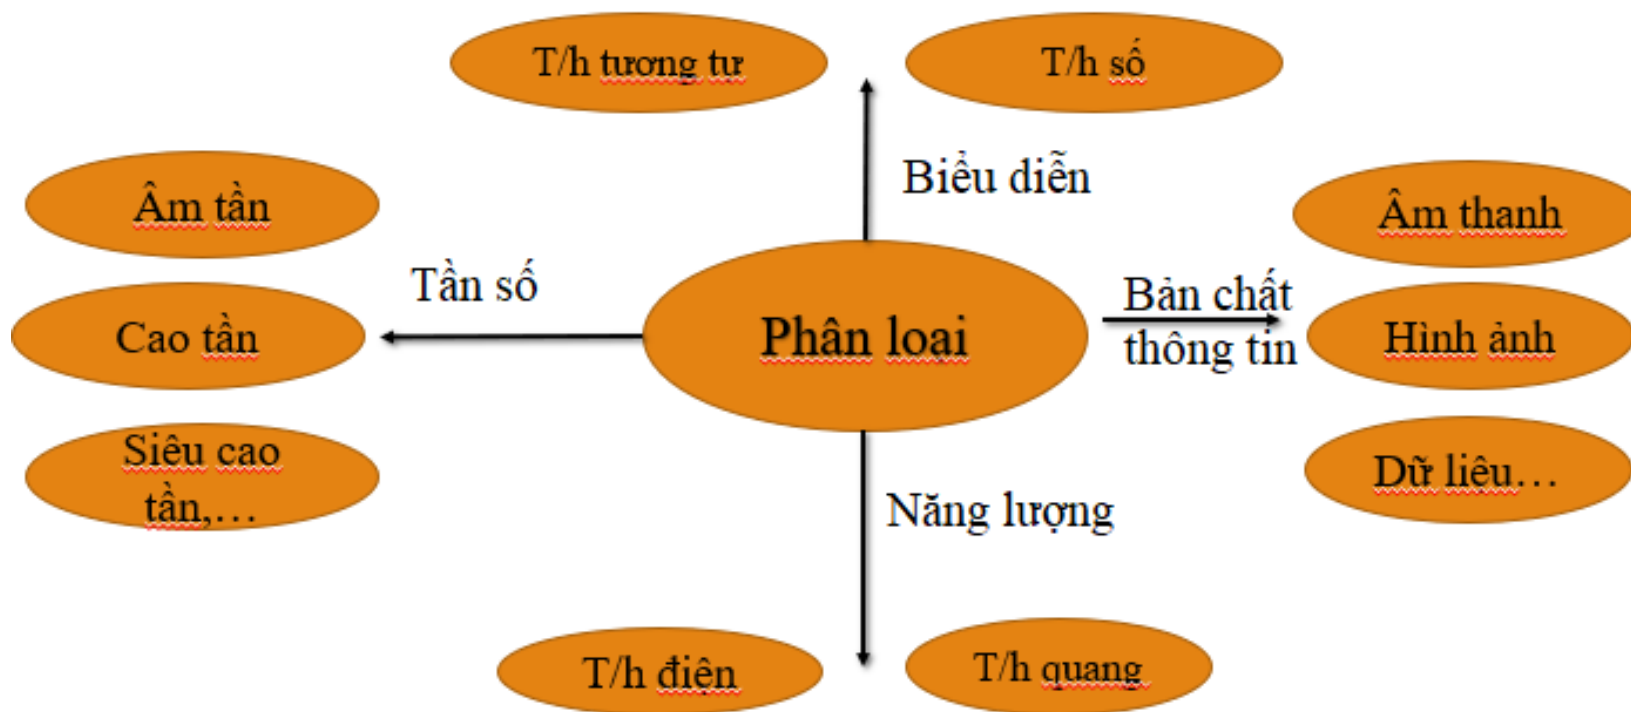 T/h tương tự
T/h số
Biểu diễn
Âm tần
Âm thanh
Tần số
Bản chất
thông tin
Cao tần
Phân loại
Hình ảnh
Siêu cao
tần,…
Dữ liệu…
Năng lượng
T/h điện
T/h quang